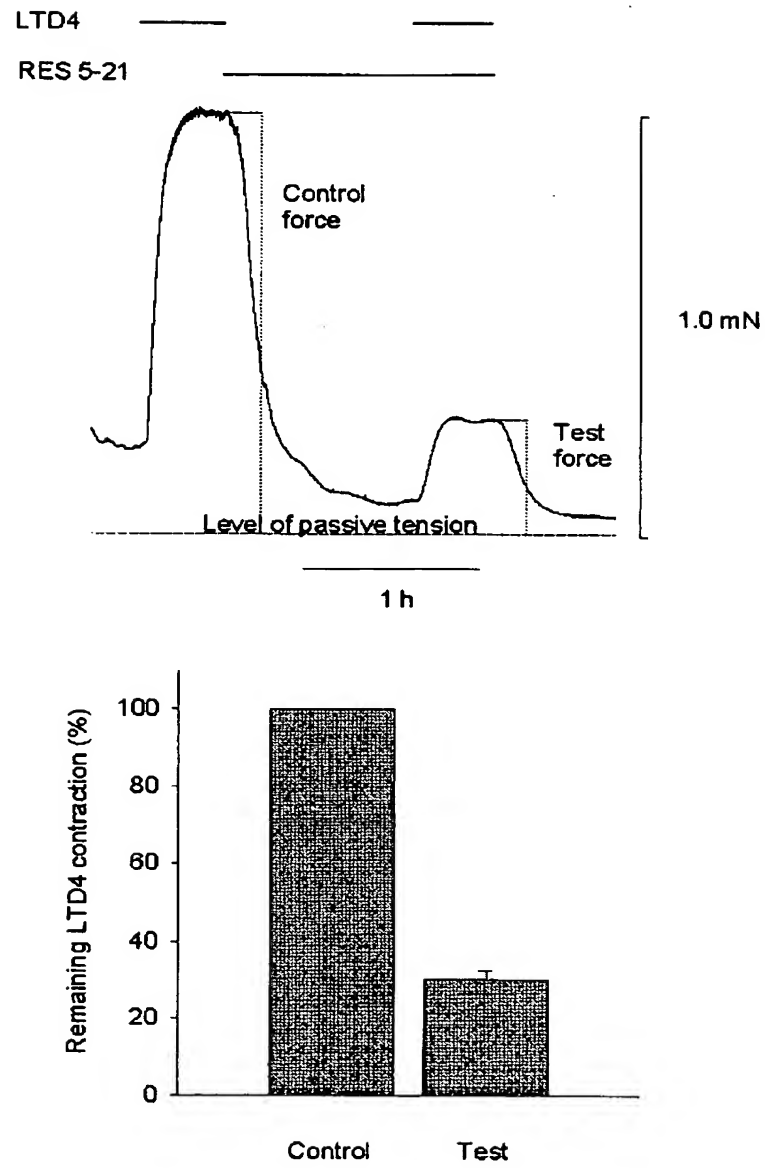 LTD4
RES 5-21
Control
force
1.0 mN
Test
force
Level of passive tension
1 h
Remaining LTD4 contraction (%)
100
80
60
40
20
0
Control
Test